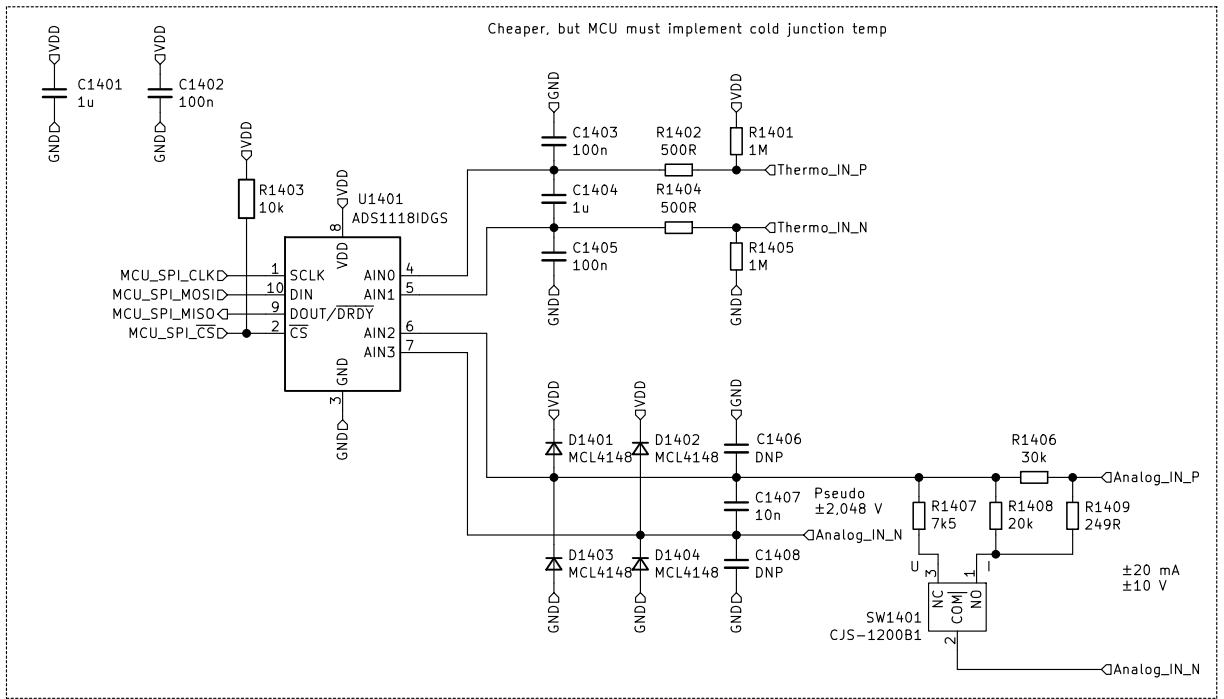 Cheaper, but MCU must implement cold junction temp
VDD
C1401
1u
GND
VDD
C1402
100n
GND
VDD
R1403
10k
VDD
U1401
ADS1118IDGS
8
VDD
MCU_SPI_CLK
1
SCLK
MCU_SPI_MOSI
10
DIN
MCU_SPI_MISO
9
DOUT/DRDY
MCU_SPI_CS
2
CS
AIN0
4
AIN1
5
AIN2
6
AIN3
7
GND
3
GND
GND
C1403
100n
C1404
1u
C1405
100n
GND
R1402
500R
R1404
500R
VDD
R1401
1M
Thermo_IN_P
Thermo_IN_N
R1405
1M
GND
VDD
D1401
MCL4148
VDD
D1402
MCL4148
GND
C1406
DNP
C1407
10n
Pseudo
±2,048 V
Analog_IN_N
D1403
MCL4148
GND
D1404
MCL4148
GND
C1408
DNP
GND
R1406
30k
Analog_IN_P
R1407
7k5
R1408
20k
R1409
249R
U
3
1
I
NC
COM
NO
SW1401
CJS-1200B1
2
±20 mA
±10 V
Analog_IN_N